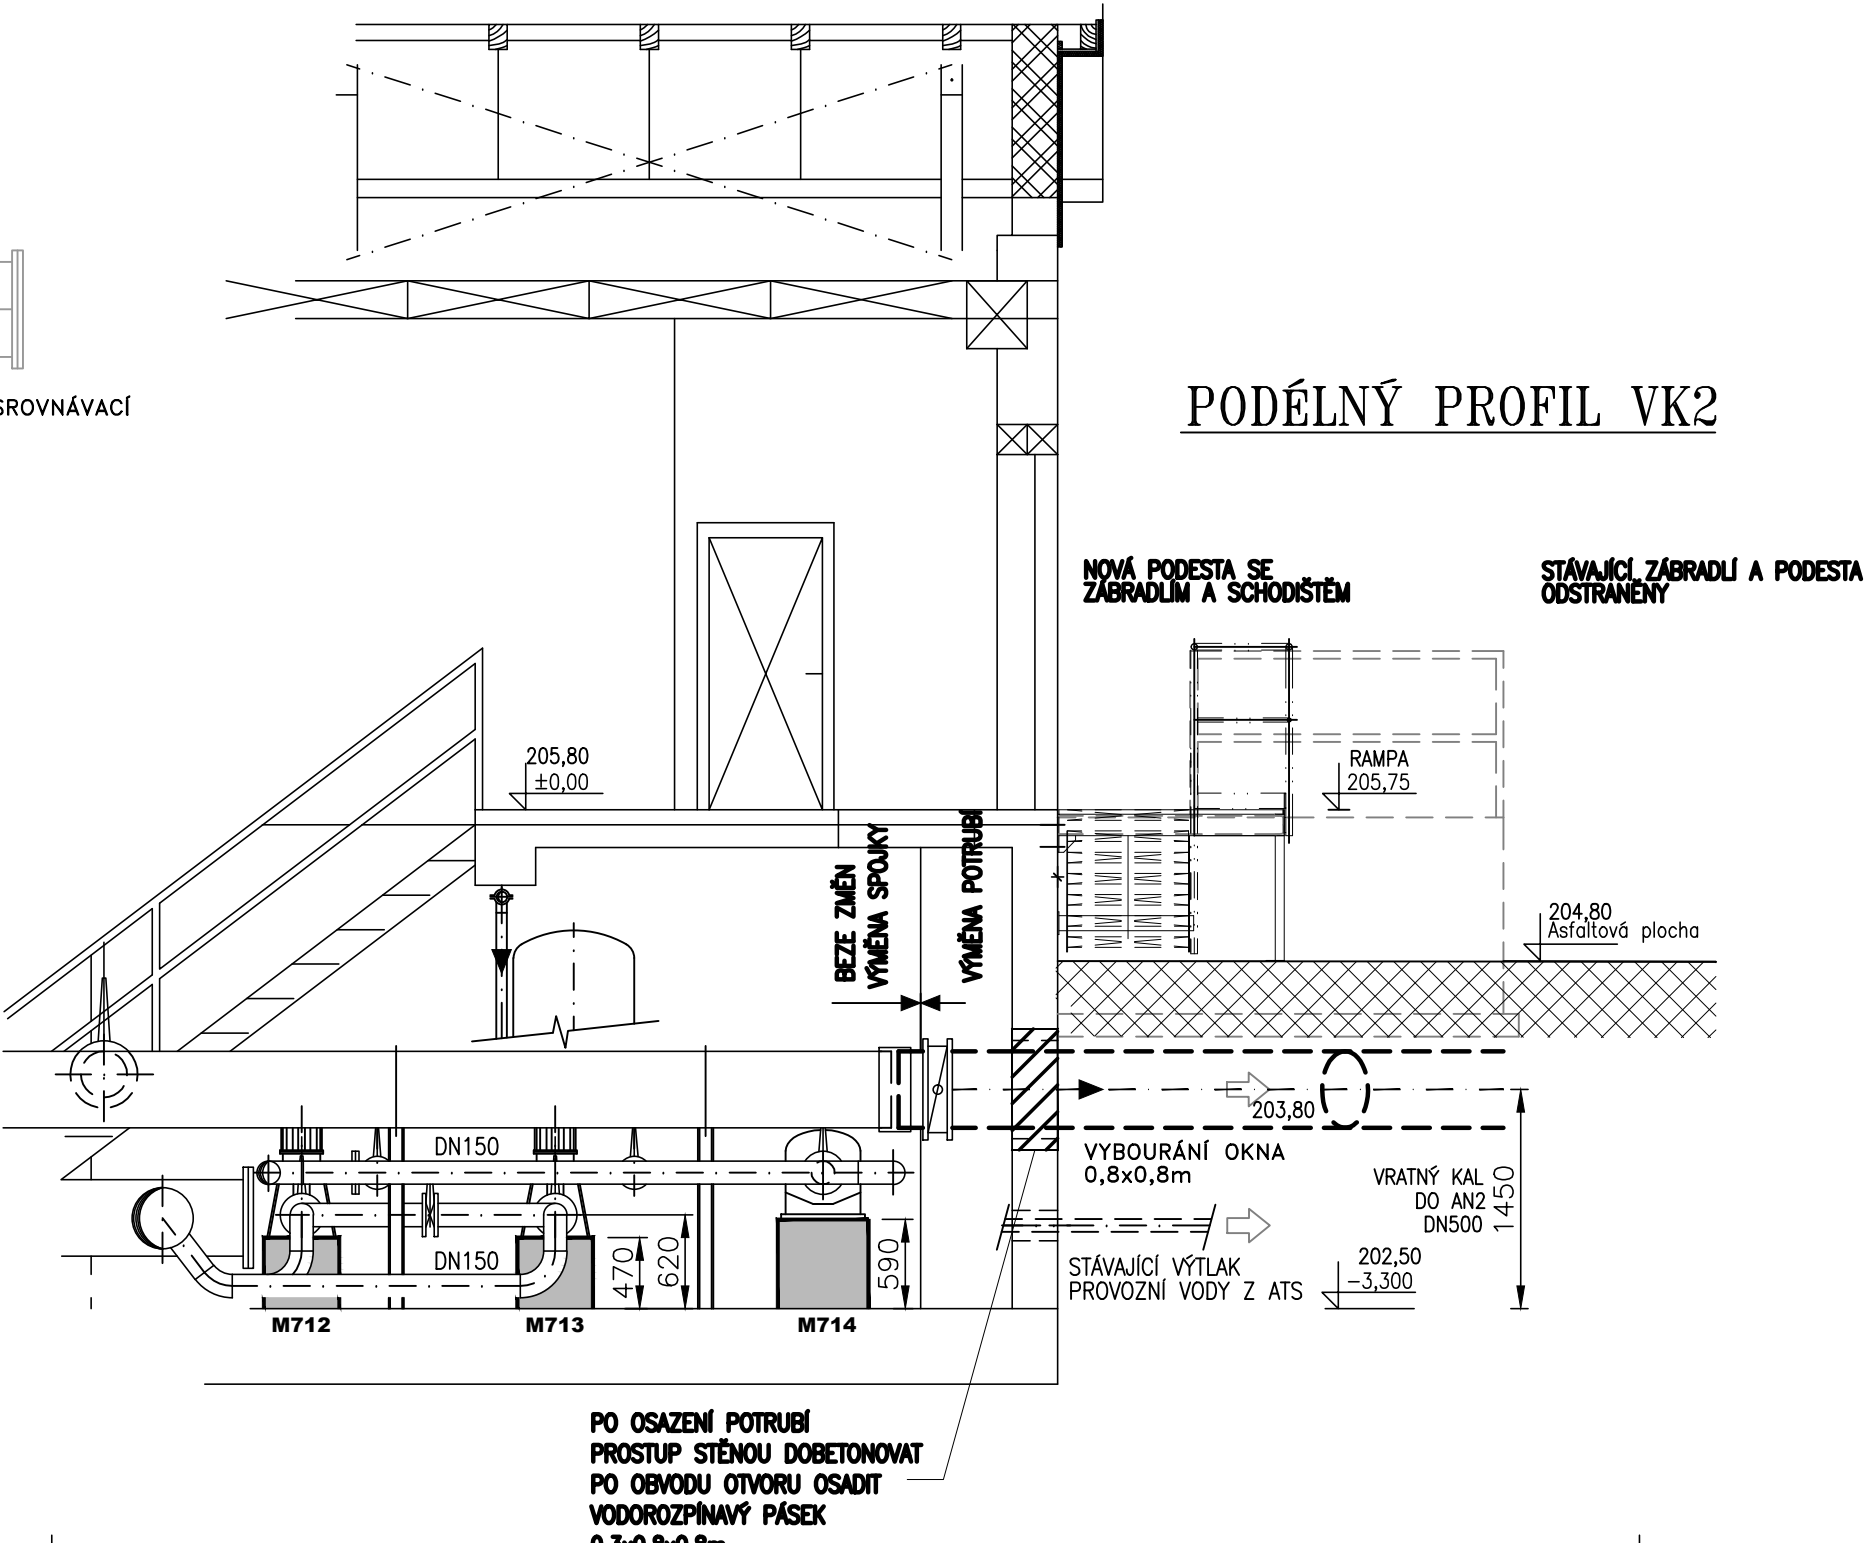 SROVNÁVACÍ
PODÉLNÝ PROFIL VK2
NOVÁ PODESTA SE
ZÁBRADLÍM A SCHODIŠTĚM
STÁVAJÍCÍ ZÁBRADLÍ A PODESTA
ODSTRANĚNY
205,80
±0,00
RAMPA
205,75
BEZE ZMĚN
VÝMĚNA SPOJKY
VÝMĚNA POTRUBÍ
204,80
Asfaltová plocha
203,80
DN150
VYBOURÁNÍ OKNA
0,8x0,8m
VRATNÝ KAL
DO AN2
DN500
1450
DN150
470
620
590
STÁVAJÍCÍ VÝTLAK
PROVOZNÍ VODY Z ATS
202,50
-3,300
M712
M713
M714
PO OSAZENÍ POTRUBÍ
PROSTUP STĚNOU DOBETONOVAT
PO OBVODU OTVORU OSADIT
VODOROZPÍNAVÝ PÁSEK